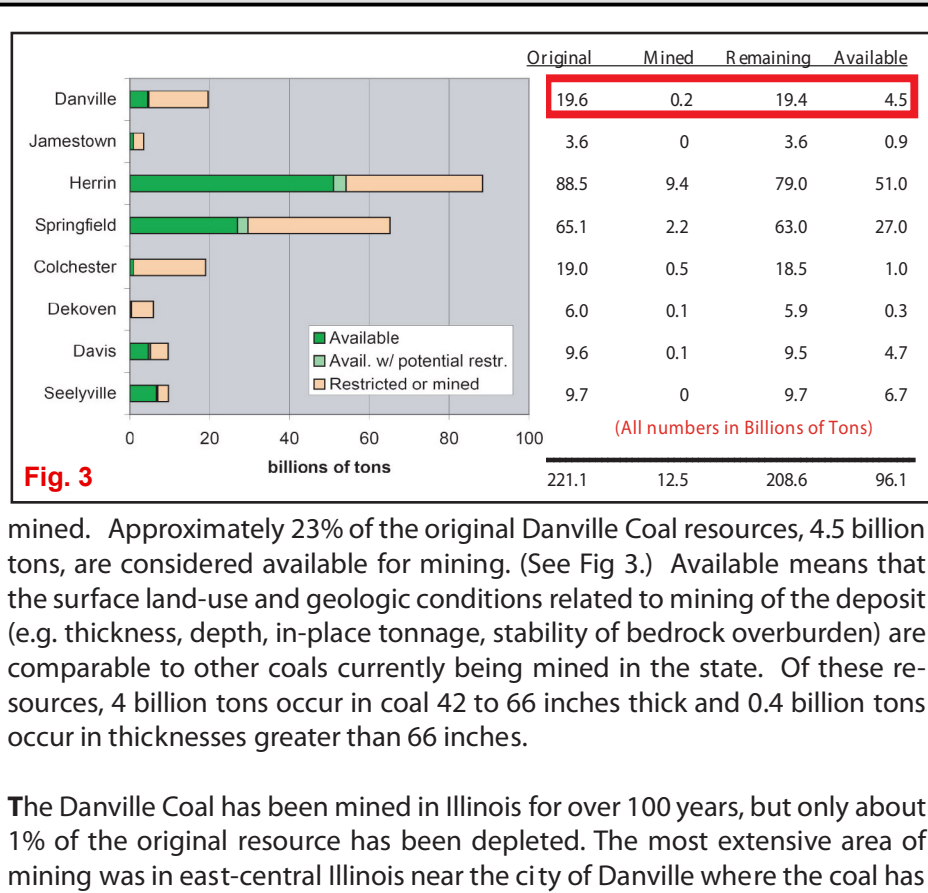 Original Mined Remaining Available
Danville 19.6 0.2 19.4 4.5
Jamestown 3.6 0 3.6 0.9
Herrin 88.5 9.4 79.0 51.0
Springfield 65.1 2.2 63.0 27.0
Colchester 19.0 0.5 18.5 1.0
Dekoven 6.0 0.1 5.9 0.3
Available
Davis 9.6 0.1 9.5 4.7
Avail. w/ potential restr.
Restricted or mined
Seelyville 9.7 0 9.7 6.7
(All numbers in Billions of Tons)
0 20 40 60 80 100
billions of tons
Fig. 3 221.1 12.5 208.6 96.1
mined. Approximately 23% of the original Danville Coal resources, 4.5 billion
tons, are considered available for mining. (See Fig 3.) Available means that
the surface land-use and geologic conditions related to mining of the deposit
(e.g. thickness, depth, in-place tonnage, stability of bedrock overburden) are
comparable to other coals currently being mined in the state. Of these re-
sources, 4 billion tons occur in coal 42 to 66 inches thick and 0.4 billion tons
occur in thicknesses greater than 66 inches.
The Danville Coal has been mined in Illinois for over 100 years, but only about
1% of the original resource has been depleted. The most extensive area of
mining was in east-central Illinois near the city of Danville where the coal has